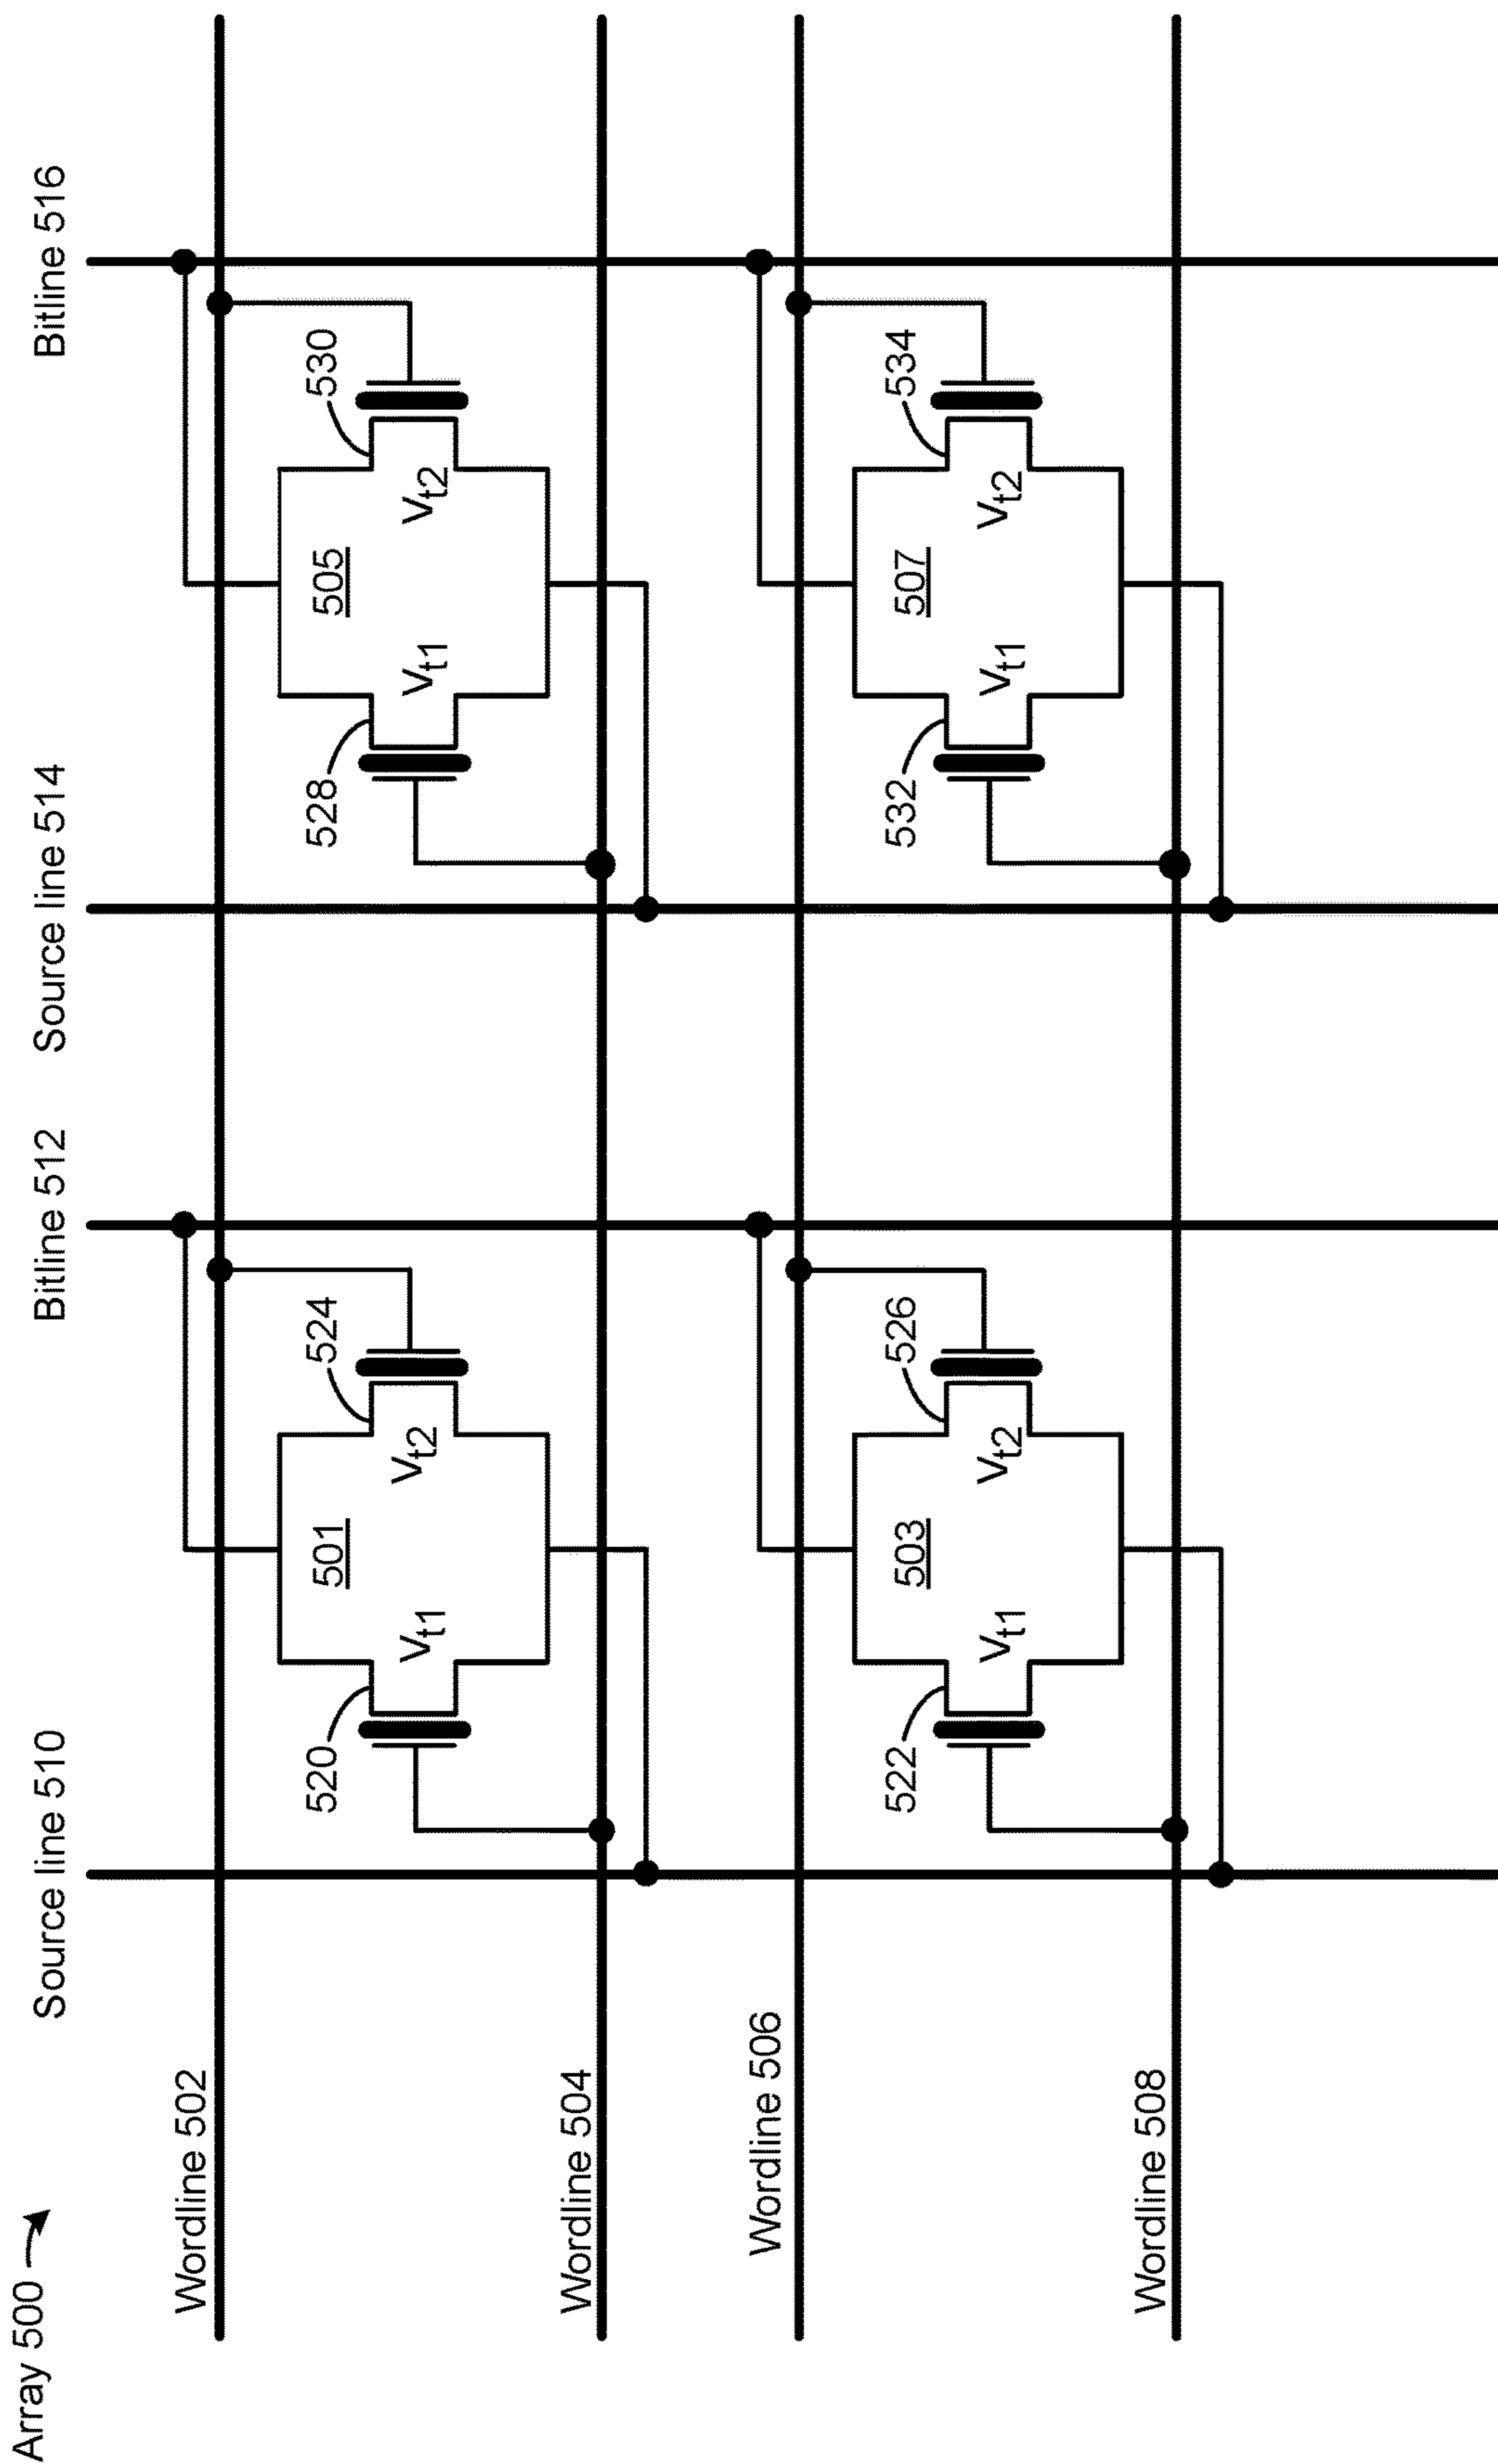 Array 500
Source line 510
Bitline 512
Source line 514
Bitline 516
Wordline 502
520
501
524
528
505
530
Vt1
Vt2
Vt1
Vt2
Wordline 504
Wordline 506
522
503
526
532
507
534
Vt1
Vt2
Vt1
Vt2
Wordline 508